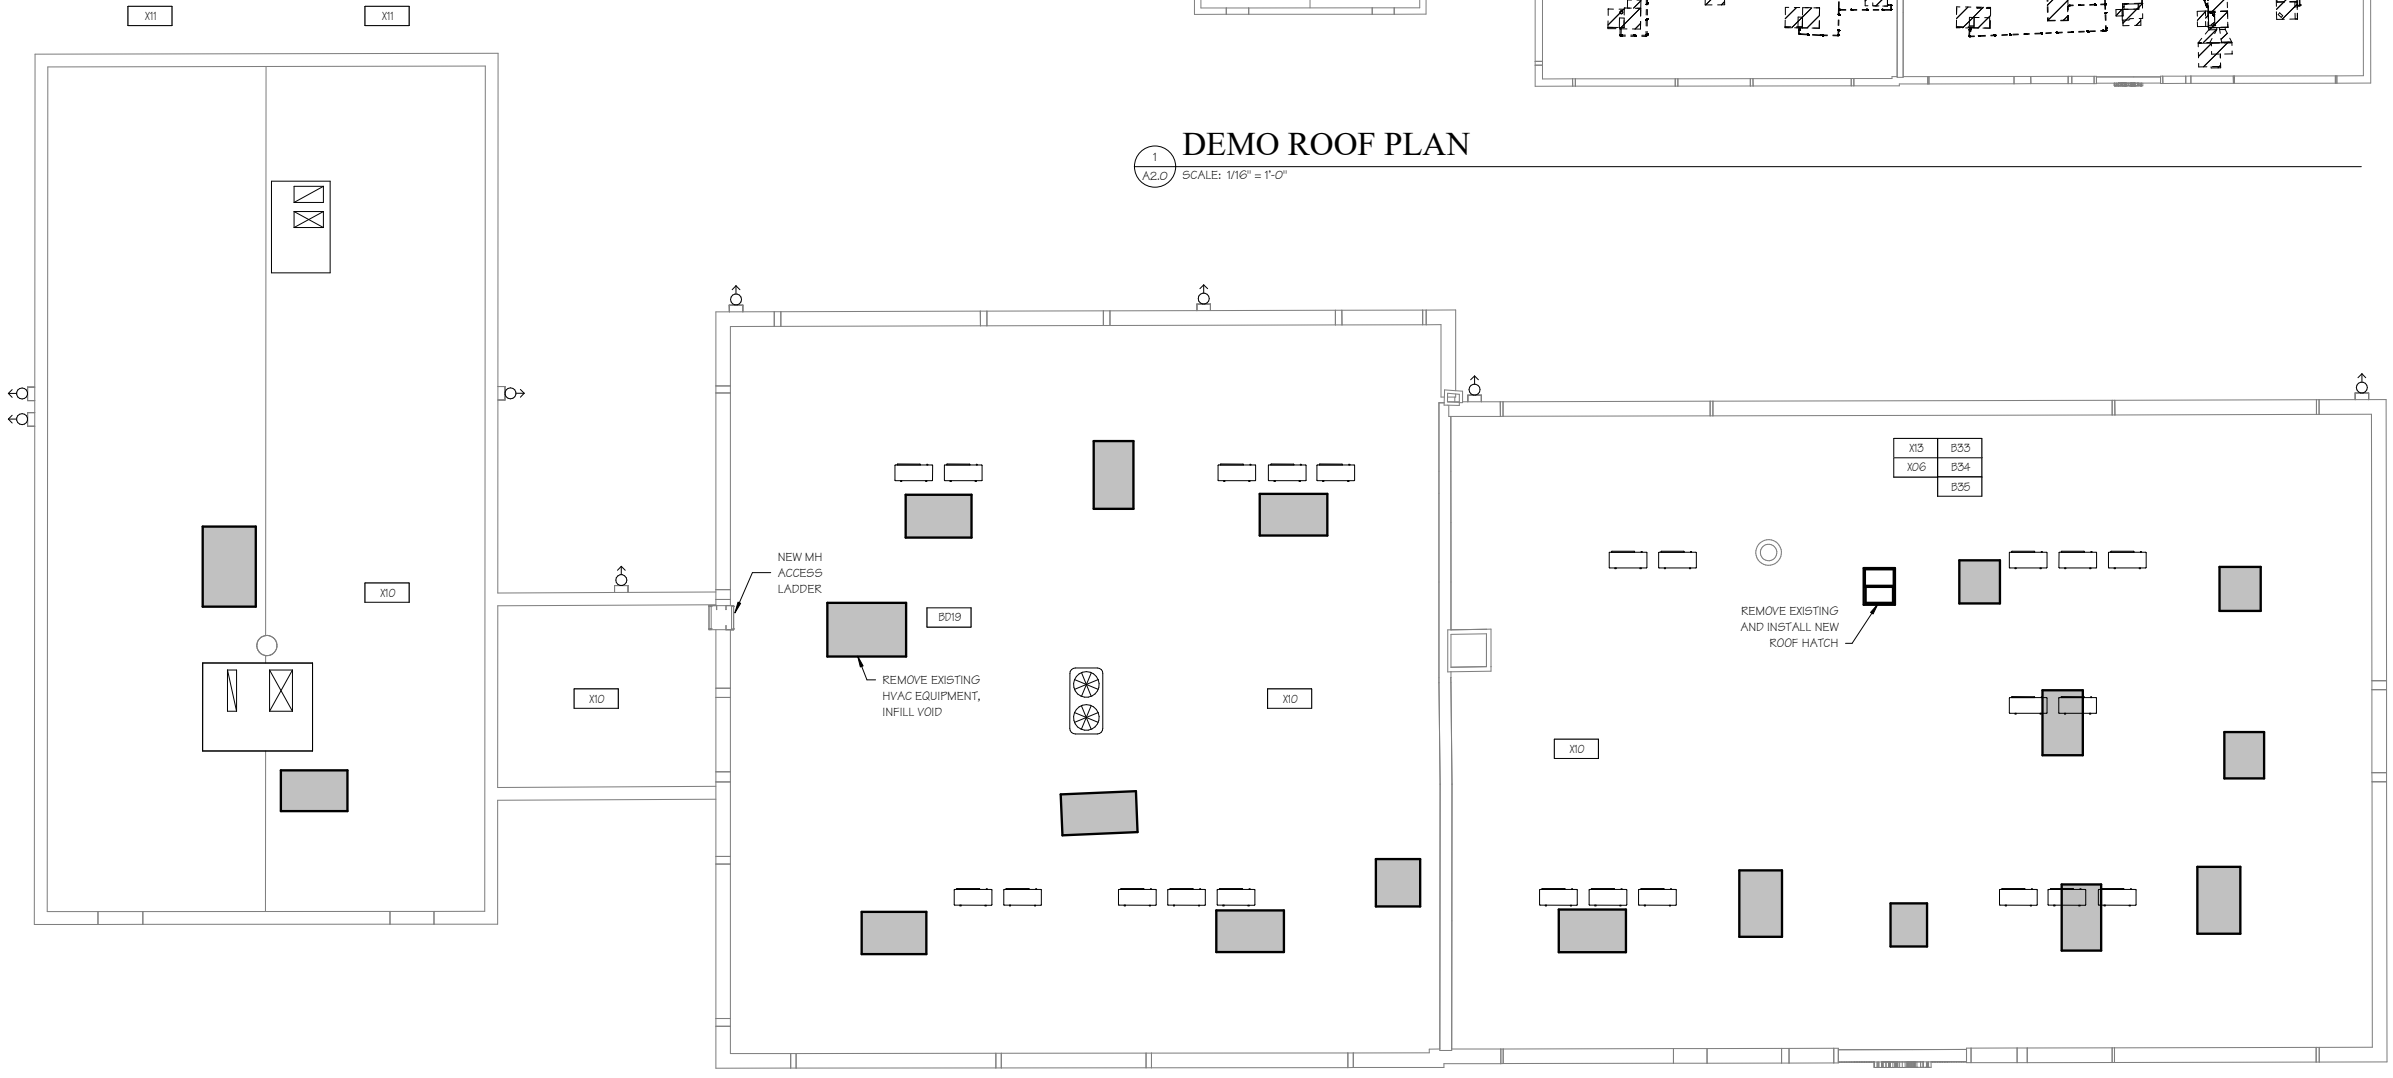 X11
X11
1
A2.0
DEMO ROOF PLAN
SCALE: 1/16" = 1'-0"
X13
B33
X06
B34
B35
NEW MH
ACCESS
LADDER
X10
BD19
REMOVE EXISTING
AND INSTALL NEW
ROOF HATCH
REMOVE EXISTING
HVAC EQUIPMENT,
INFILL VOID
X10
X10
X10